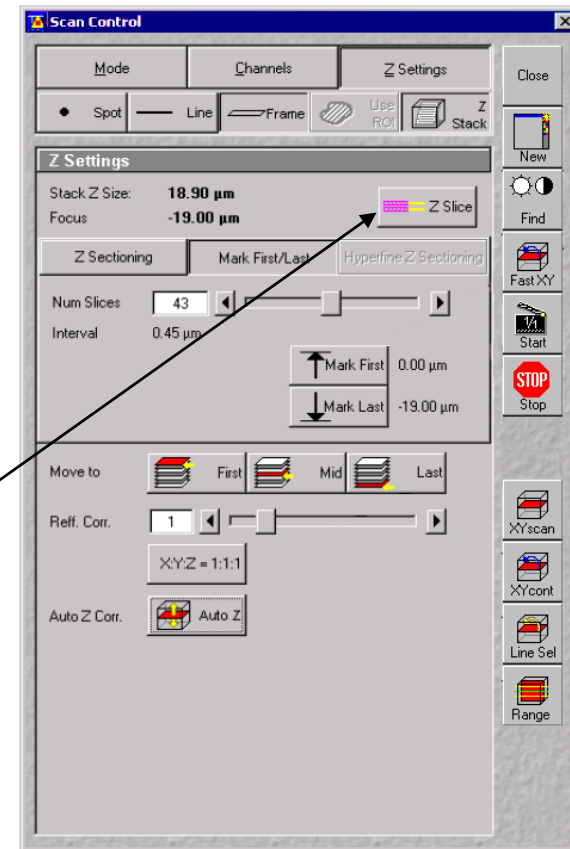 Scan Control
Mode Channels Z Settings
Spot Line Frame Use ROI Z Stack
Z Settings
Stack Z Size: 18.90 µm
Focus -19.00 µm
Z Slice
Z Sectioning Mark First/Last Hyperfine Z Sectioning
Num Slices 43
Interval 0.45 µm
Mark First 0.00 µm
Mark Last -19.00 µm
Move to First Mid Last
Reff. Corr. 1
X:Y:Z = 1:1:1
Auto Z Corr. Auto Z
Close
New
Find
Fast XY
1/1
Start
STOP
Stop
XYscan
XYcont
Line Sel
Range